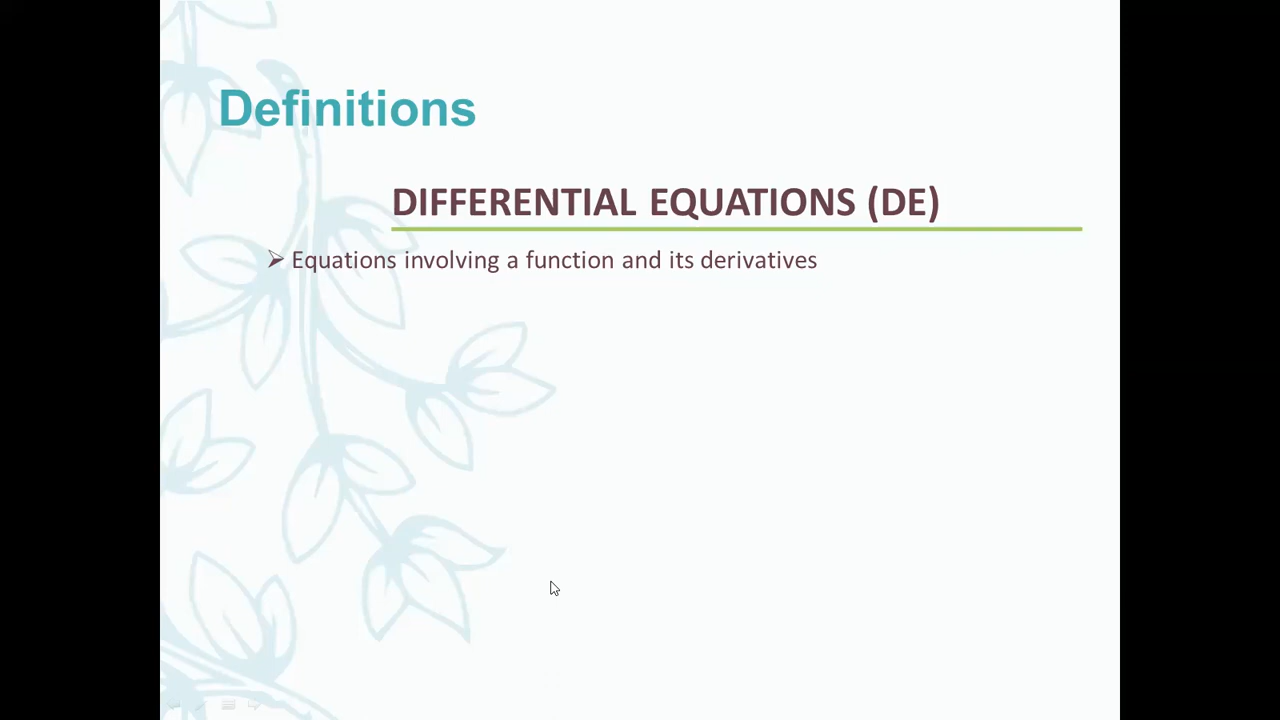 Definitions
DIFFERENTIAL EQUATIONS (DE)
➢ Equations involving a function and its derivatives